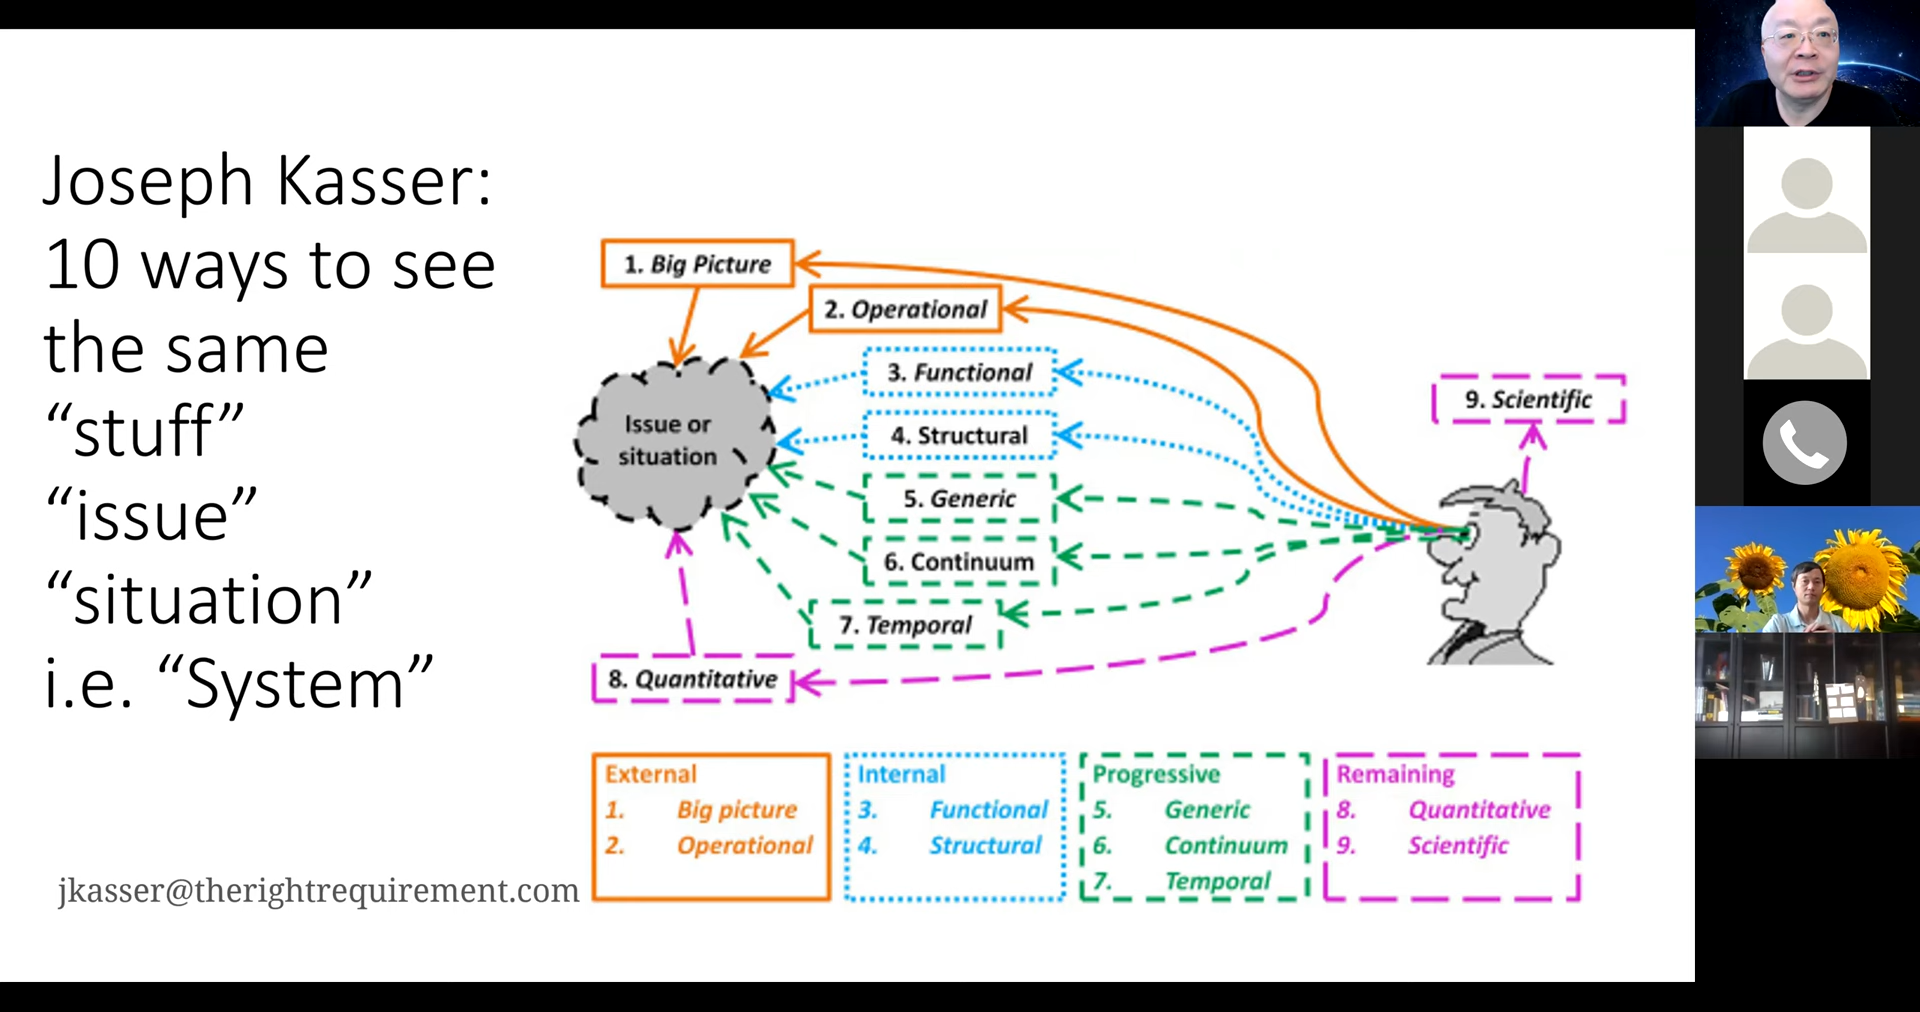 Joseph Kasser:
10 ways to see
the same
“stuff”
“issue”
“situation”
i.e. “System”
jkasser@therightrequirement.com
1. Big Picture
2. Operational
3. Functional
4. Structural
5. Generic
6. Continuum
7. Temporal
8. Quantitative
9. Scientific
Issue or
situation
External
1. Big picture
2. Operational
Internal
3. Functional
4. Structural
Progressive
5. Generic
6. Continuum
7. Temporal
Remaining
8. Quantitative
9. Scientific